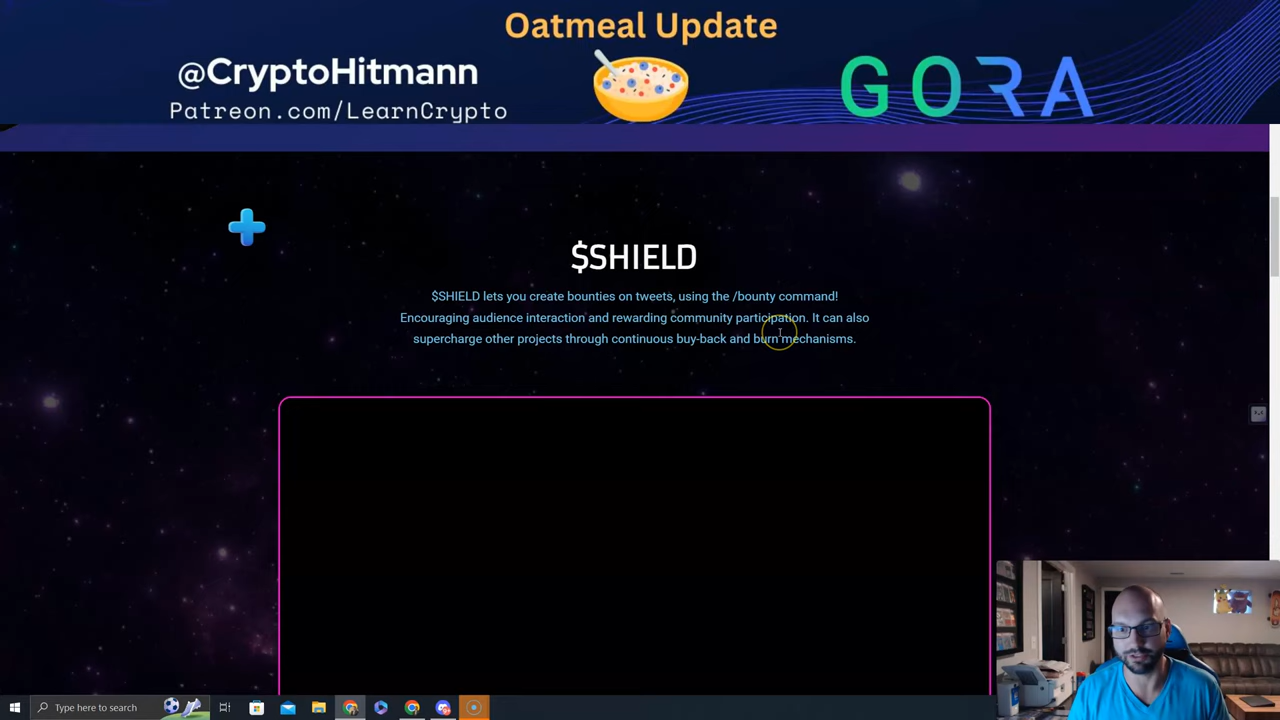 Oatmeal Update
@CryptoHitmann
Patreon.com/LearnCrypto
GORA
$SHIELD
$SHIELD lets you create bounties on tweets, using the /bounty command!
Encouraging audience interaction and rewarding community participation. It can also
supercharge other projects through continuous buy-back and burn mechanisms.
Type here to search